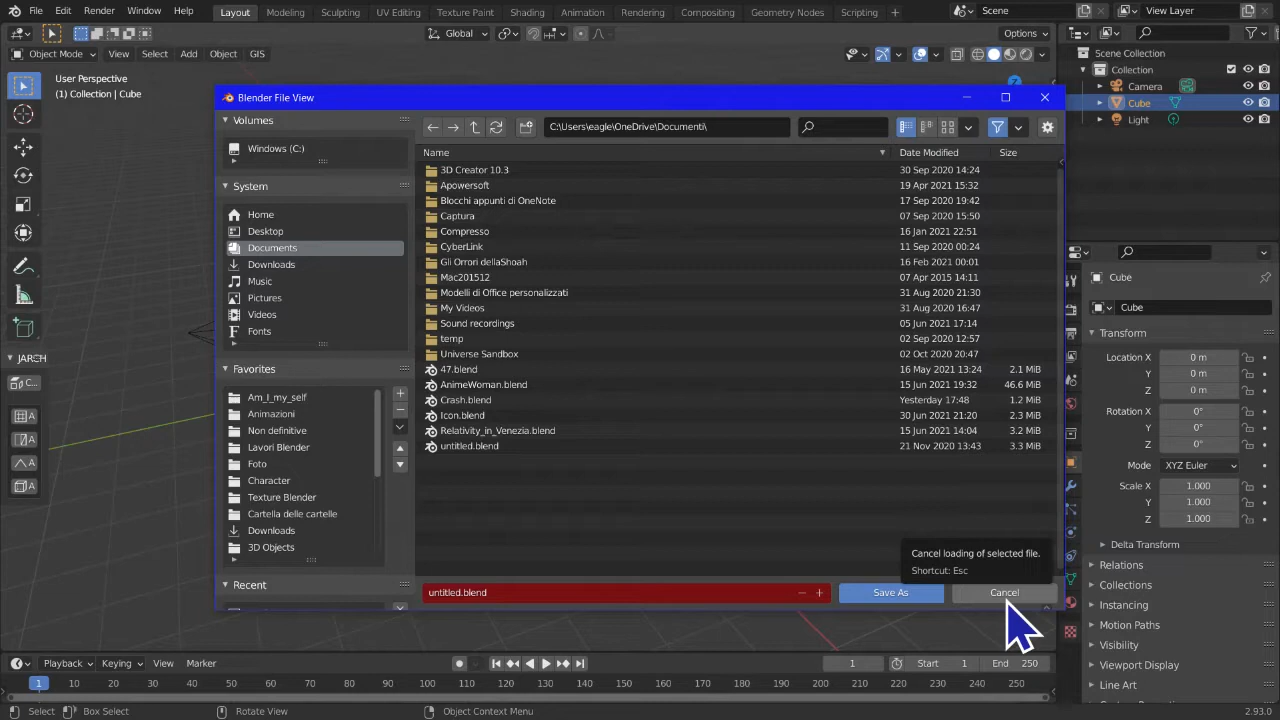 File Edit Render Window Help Layout Modeling Sculpting UV Editing Texture Paint Shading Animation Rendering Compositing Geometry Nodes Scripting + Scene View Layer
Global Options
Object Mode View Select Add Object GIS
Scene Collection
Collection
Camera
Cube
Light
User Perspective
(1) Collection | Cube
Z
Blender File View
Volumes
Windows (C:)
System
Home
Desktop
Documents
Downloads
Music
Pictures
Videos
Fonts
Favorites
Am_I_my_self
Animazioni
Non definitive
Lavori Blender
Foto
Character
Texture Blender
Cartella delle cartelle
Downloads
3D Objects
Recent
C:\Users\eagle\OneDrive\Documenti\
Name Date Modified Size
3D Creator 10.3 30 Sep 2020 14:24
Apowersoft 19 Apr 2021 15:32
Blocchi appunti di OneNote 17 Sep 2020 19:42
Captura 07 Sep 2020 15:50
Compresso 16 Jan 2021 22:51
CyberLink 11 Sep 2020 00:24
Gli Orrori dellaShoah 16 Feb 2021 00:01
Mac201512 07 Apr 2015 14:11
Modelli di Office personalizzati 31 Aug 2020 21:30
My Videos 31 Aug 2020 16:47
Sound recordings 05 Jun 2021 17:14
temp 02 Sep 2020 12:57
Universe Sandbox 02 Oct 2020 20:47
47.blend 16 May 2021 13:24 2.1 MiB
AnimeWoman.blend 15 Jun 2021 19:32 46.6 MiB
Crash.blend Yesterday 17:48 1.2 MiB
Icon.blend 30 Jun 2021 21:20 2.3 MiB
Relativity_in_Venezia.blend 15 Jun 2021 14:04 3.2 MiB
untitled.blend 21 Nov 2020 13:43 3.3 MiB
Cancel loading of selected file.
Shortcut: Esc
untitled.blend − + Save As Cancel
JARCH
C...
A
A
A
A
Cube
Cube
Transform
Location X 0 m
Y 0 m
Z 0 m
Rotation X 0°
Y 0°
Z 0°
Mode XYZ Euler
Scale X 1.000
Y 1.000
Z 1.000
Delta Transform
Relations
Collections
Instancing
Motion Paths
Visibility
Viewport Display
Line Art
Playback Keying View Marker 1 Start 1 End 250
1 10 20 30 40 50 60 70 80 90 100 110 120 130 140 150 160 170 180 190 200 210 220 230 240 250
Select Box Select Rotate View Object Context Menu 2.93.0